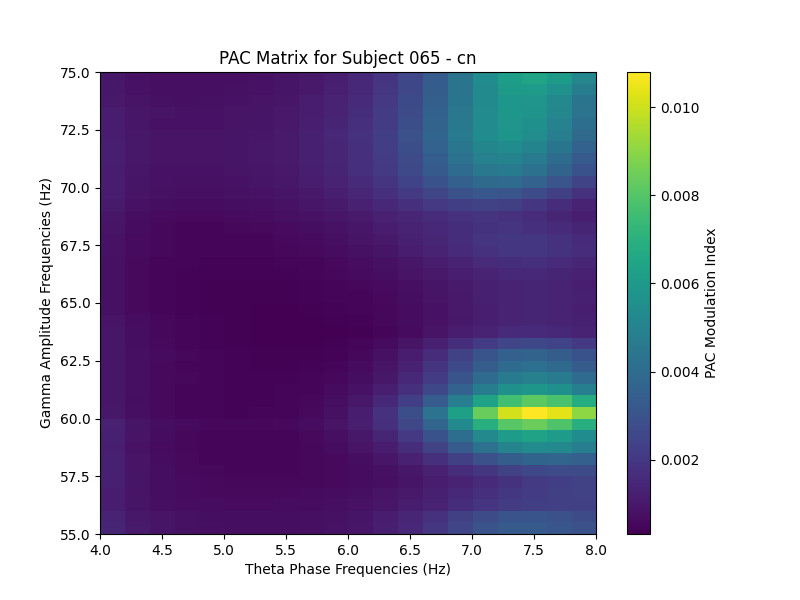 PAC Matrix for Subject 065 - cn
75.0
72.5
70.0
67.5
65.0
62.5
60.0
57.5
55.0
Gamma Amplitude Frequencies (Hz)
4.0 4.5 5.0 5.5 6.0 6.5 7.0 7.5 8.0
Theta Phase Frequencies (Hz)
0.010
0.008
0.006
0.004
0.002
PAC Modulation Index